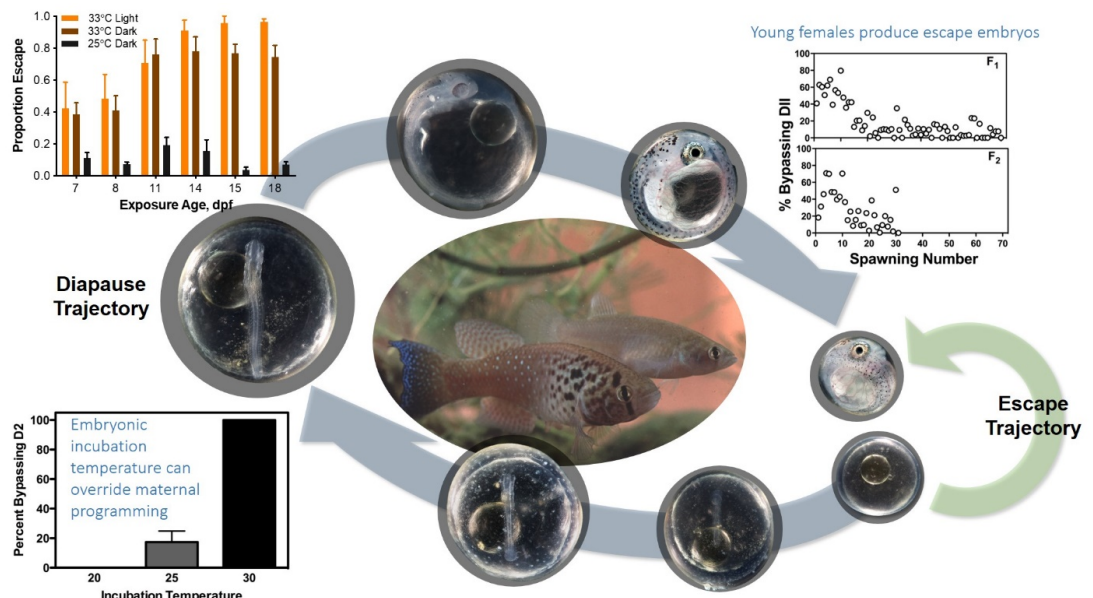 1.0
0.8
0.6
0.4
0.2
0.0
Proportion Escape
33°C Light
33°C Dark
25°C Dark
7 8 11 14 15 18
Exposure Age, dpf
Young females produce escape embryos
100
80
60
40
20
0
F1
% Bypassing DII
100
80
60
40
20
0
F2
0 10 20 30 40 50 60 70
Spawning Number
Diapause
Trajectory
Escape
Trajectory
100
80
60
40
20
0
Percent Bypassing D2
Embryonic
incubation
temperature can
override maternal
programming
20 25 30
Incubation Temperature